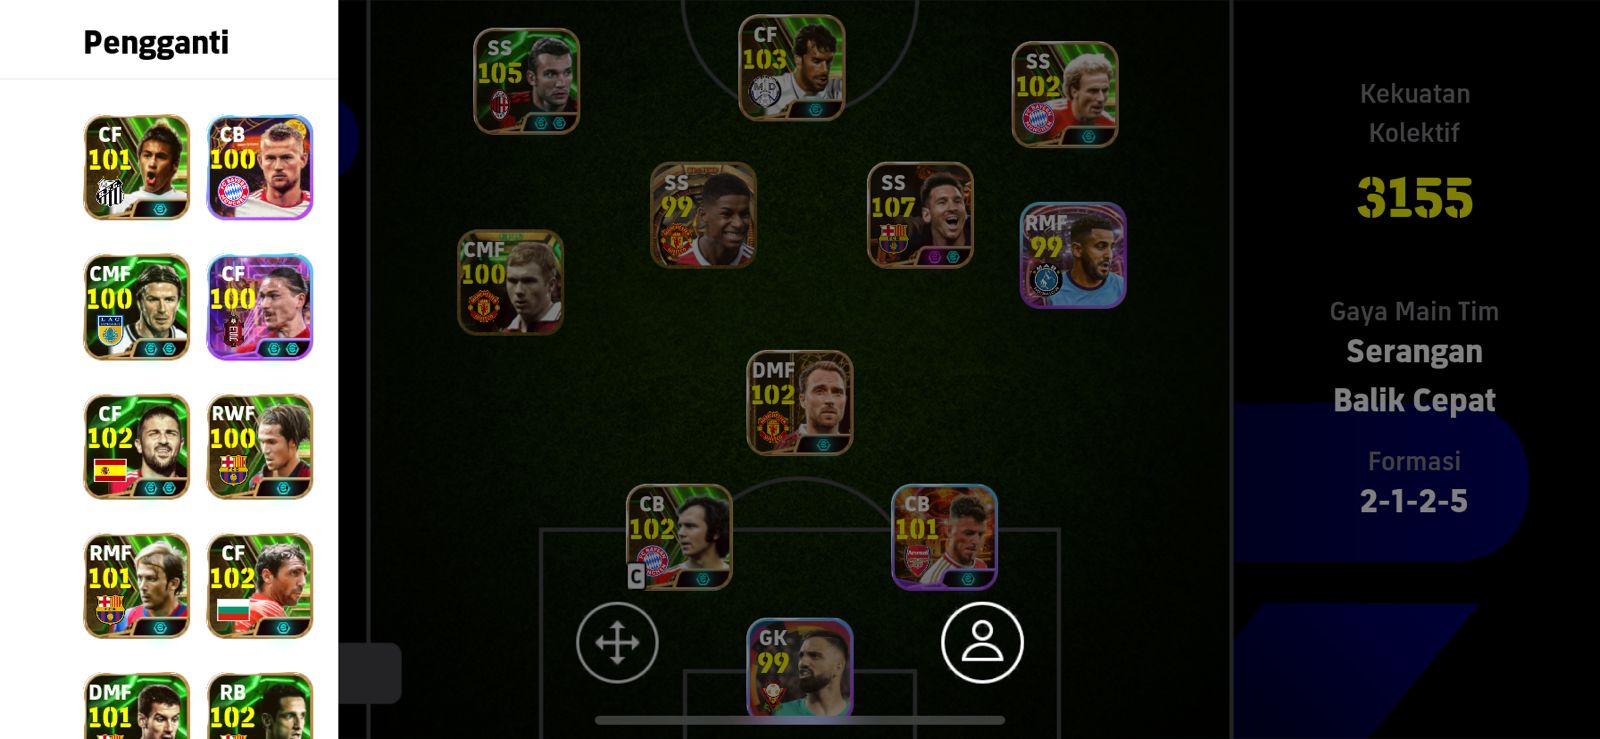 Pengganti
CF
101
CB
100
CMF
100
CF
100
CF
102
RWF
100
RMF
101
CF
102
DMF
101
RB
102
SS
105
CF
103
SS
102
SS
99
SS
107
CMF
100
RMF
99
DMF
102
CB
102
C
CB
101
GK
99
Kekuatan
Kolektif
3155
Gaya Main Tim
Serangan
Balik Cepat
Formasi
2-1-2-5